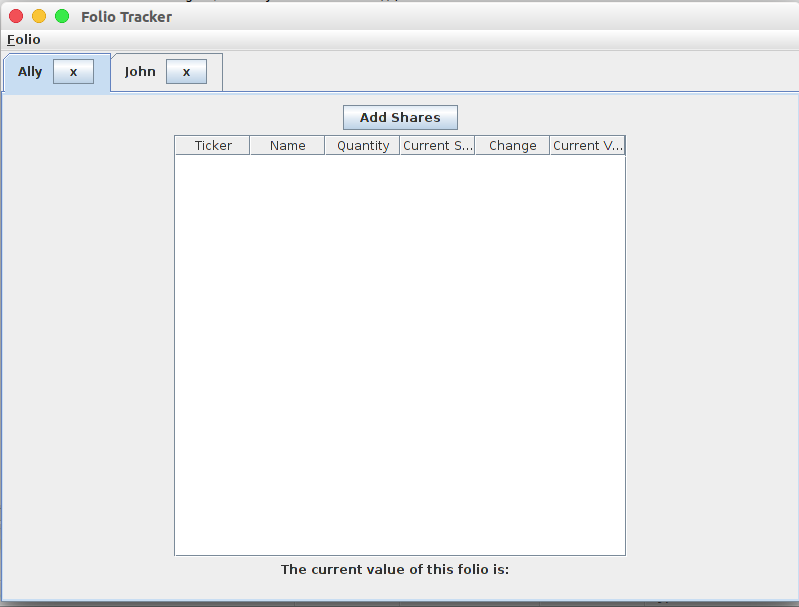 Folio Tracker
Folio
Ally x John x
Add Shares
Ticker Name Quantity Current S... Change Current V...
The current value of this folio is: